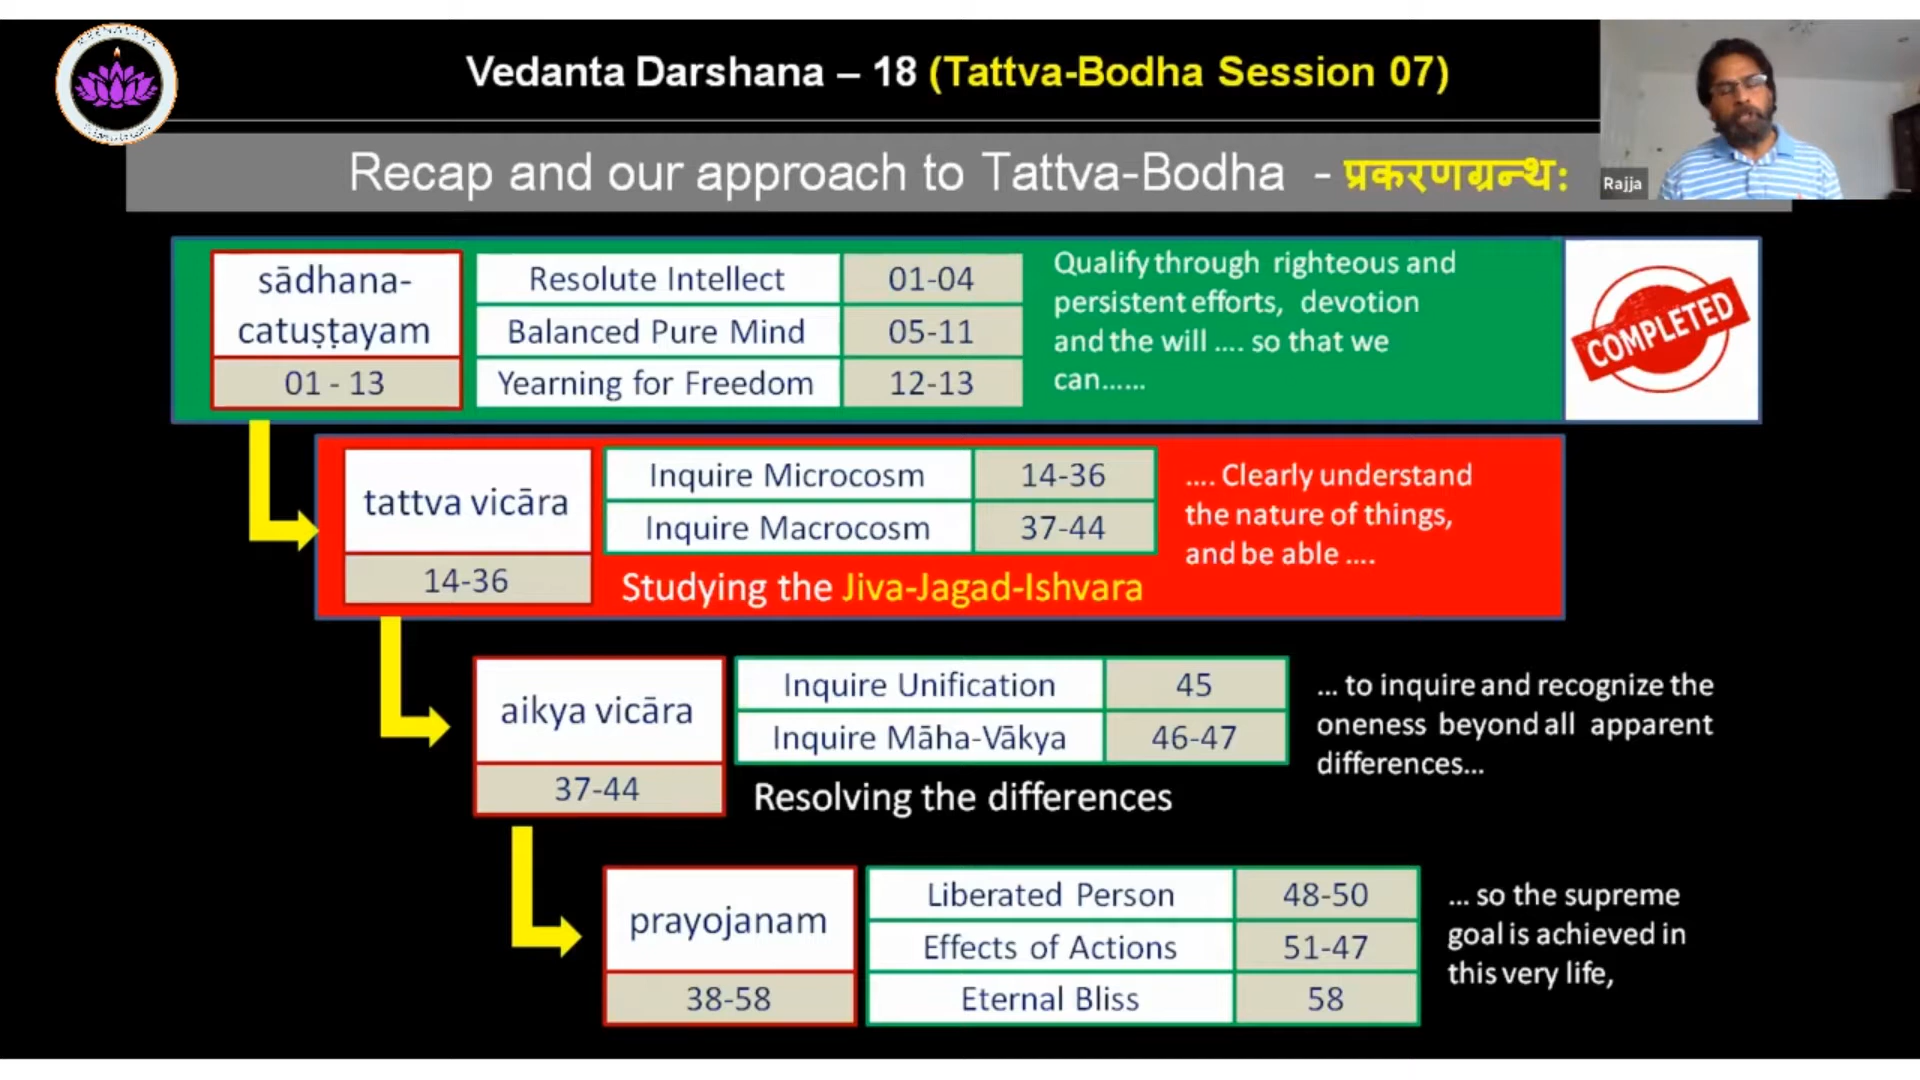 Vedanta Darshana – 18 (Tattva-Bodha Session 07)
Recap and our approach to Tattva-Bodha - प्रकरणग्रन्थः
Rajja
sādhana-
catuṣṭayam
01 - 13
Resolute Intellect 01-04
Balanced Pure Mind 05-11
Yearning for Freedom 12-13
Qualify through righteous and
persistent efforts, devotion
and the will .... so that we
can......
COMPLETED
tattva vicāra
14-36
Inquire Microcosm 14-36
Inquire Macrocosm 37-44
Studying the Jiva-Jagad-Ishvara
.... Clearly understand
the nature of things,
and be able ....
aikya vicāra
37-44
Inquire Unification 45
Inquire Māha-Vākya 46-47
Resolving the differences
... to inquire and recognize the
oneness beyond all apparent
differences...
prayojanam
38-58
Liberated Person 48-50
Effects of Actions 51-47
Eternal Bliss 58
... so the supreme
goal is achieved in
this very life,